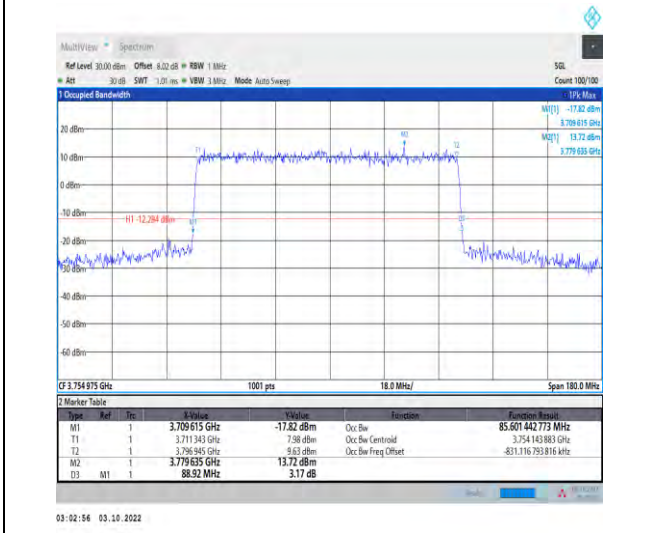 MultiView Spectrum
Ref Level 30.00 dBm Offset 8.02 dB RBW 1 MHz SGL
Att 30 dB SWT 1.01 ms VBW 3 MHz Mode Auto Sweep Count 100/100
1 Occupied Bandwidth 1Pk Max
M1[1] -17.82 dBm
3.709 615 GHz
M2[1] 13.72 dBm
3.779 635 GHz
20 dBm
M2
T1 T2
10 dBm
0 dBm
-10 dBm
H1 -12.284 dBm
M1 D3
-20 dBm
-30 dBm
-40 dBm
-50 dBm
-60 dBm
CF 3.754 975 GHz 1001 pts 18.0 MHz/ Span 180.0 MHz
2 Marker Table
Type Ref Trc X-Value Y-Value Function Function Result
M1 1 3.709 615 GHz -17.82 dBm Occ Bw 85.601 442 773 MHz
T1 1 3.711 343 GHz 7.98 dBm Occ Bw Centroid 3.754 143 883 GHz
T2 1 3.796 945 GHz 9.63 dBm Occ Bw Freq Offset -831.116 793 816 kHz
M2 1 3.779 635 GHz 13.72 dBm
D3 M1 1 88.92 MHz 3.17 dB
03:02:56 03.10.2022